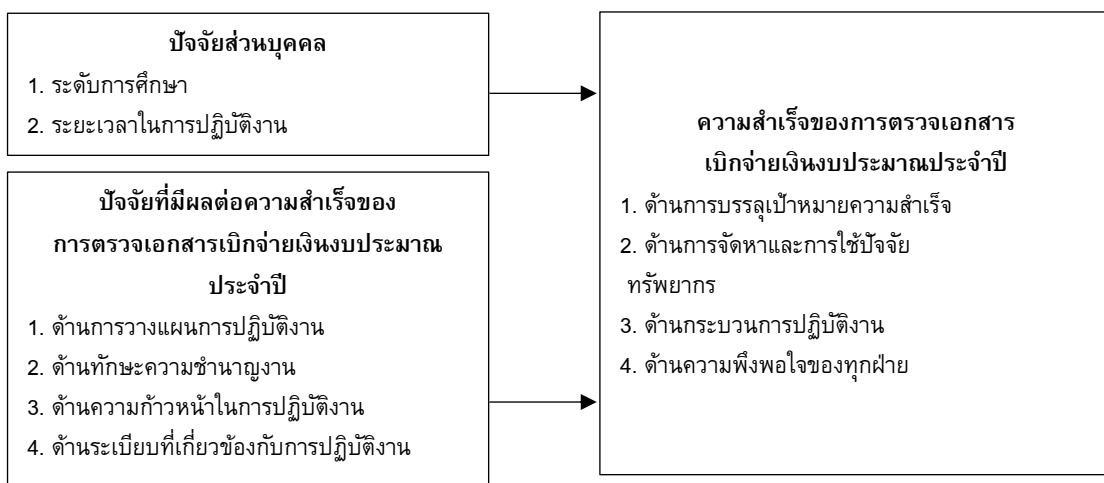 ปัจจัยส่วนบุคคล
1. ระดับการศึกษา
2. ระยะเวลาในการปฏิบัติงาน
ปัจจัยที่มีผลต่อความสำเร็จของ
การตรวจเอกสารเบิกจ่ายเงินงบประมาณ
ประจำปี
1. ด้านการวางแผนการปฏิบัติงาน
2. ด้านทักษะความชำนาญงาน
3. ด้านความก้าวหน้าในการปฏิบัติงาน
4. ด้านระเบียบที่เกี่ยวข้องกับการปฏิบัติงาน
ความสำเร็จของการตรวจเอกสาร
เบิกจ่ายเงินงบประมาณประจำปี
1. ด้านการบรรลุเป้าหมายความสำเร็จ
2. ด้านการจัดหาและการใช้ปัจจัย
ทรัพยากร
3. ด้านกระบวนการปฏิบัติงาน
4. ด้านความพึงพอใจของทุกฝ่าย